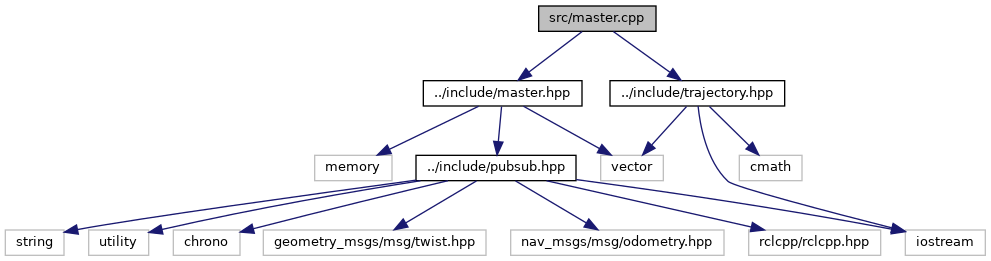 src/master.cpp
../include/master.hpp
../include/trajectory.hpp
memory
../include/pubsub.hpp
vector
cmath
string
utility
chrono
geometry_msgs/msg/twist.hpp
nav_msgs/msg/odometry.hpp
rclcpp/rclcpp.hpp
iostream